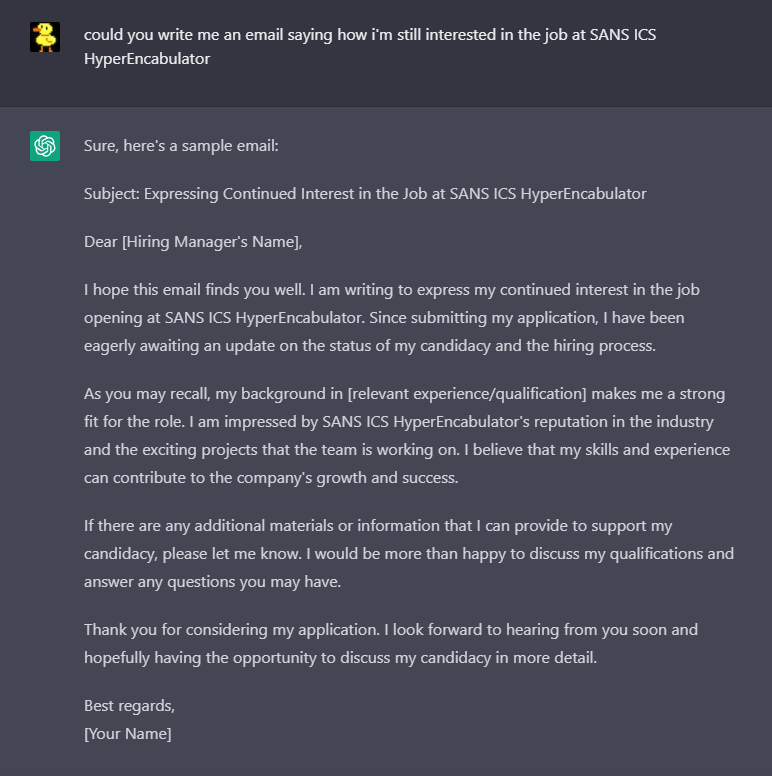 could you write me an email saying how i'm still interested in the job at SANS ICS
HyperEncabulator
Sure, here's a sample email:
Subject: Expressing Continued Interest in the Job at SANS ICS HyperEncabulator
Dear [Hiring Manager's Name],
I hope this email finds you well. I am writing to express my continued interest in the job
opening at SANS ICS HyperEncabulator. Since submitting my application, I have been
eagerly awaiting an update on the status of my candidacy and the hiring process.
As you may recall, my background in [relevant experience/qualification] makes me a strong
fit for the role. I am impressed by SANS ICS HyperEncabulator's reputation in the industry
and the exciting projects that the team is working on. I believe that my skills and experience
can contribute to the company's growth and success.
If there are any additional materials or information that I can provide to support my
candidacy, please let me know. I would be more than happy to discuss my qualifications and
answer any questions you may have.
Thank you for considering my application. I look forward to hearing from you soon and
hopefully having the opportunity to discuss my candidacy in more detail.
Best regards,
[Your Name]